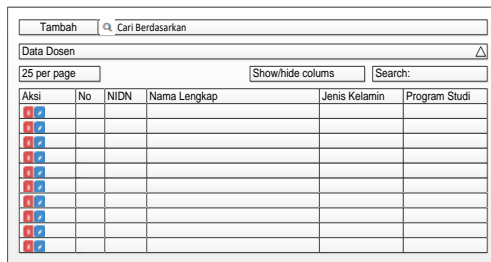 Tambah Cari Berdasarkan
Data Dosen
25 per page Show/hide colums Search:
Aksi No NIDN Nama Lengkap Jenis Kelamin Program Studi